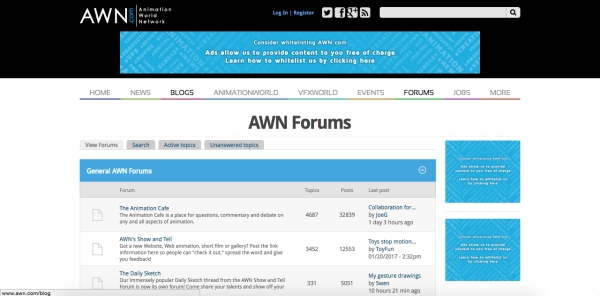 AWN.com Animation World Network
Log In | Register
Consider whitelisting AWN.com:
Ads allow us to provide content to you free of charge
Learn how to whitelist us by clicking here
HOME NEWS BLOGS ANIMATIONWORLD VFXWORLD EVENTS FORUMS JOBS MORE
AWN Forums
View Forums Search Active topics Unanswered topics
General AWN Forums
Forum Topics Posts Last post
The Animation Cafe
The Animation Cafe is a place for questions, commentary and debate on
any and all aspects of animation.
4687 32839
Collaboration for...
by JoeG
1 day 3 hours ago
AWN's Show and Tell
Got a new Website, Web animation, short film or gallery? Post the link
information here so people can "check it out," spread the word and give
you feedback!
3452 12553
Toys stop motion...
by ToyFun
01/20/2017 - 2:32pm
The Daily Sketch
Our immensely popular Daily Sketch thread from the AWN Show and Tell
Forum is now its own forum! Come share your talents and show off your
331 5051
My gesture drawings
by Swen
10 hours 21 min ago
Consider whitelisting AWN.com:
Ads allow us to provide content to you free of charge
Learn how to whitelist us by clicking here
Consider whitelisting AWN.com:
Ads allow us to provide content to you free of charge
Learn how to whitelist us by clicking here
www.awn.com/blog